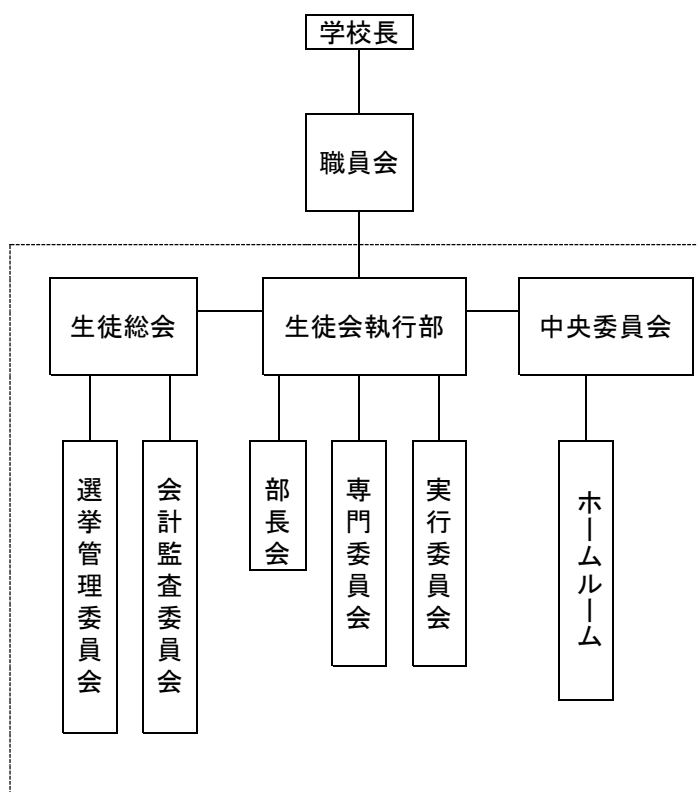 学校長
職員会
生徒総会
生徒会執行部
中央委員会
選挙管理委員会
会計監査委員会
部長会
専門委員会
実行委員会
ホームルーム